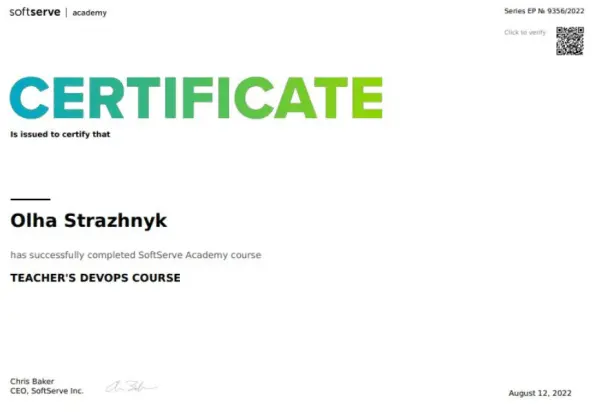 softserve | academy
Series EP № 9356/2022
Click to verify
CERTIFICATE
Is issued to certify that
Olha Strazhnyk
has successfully completed SoftServe Academy course
TEACHER'S DEVOPS COURSE
Chris Baker
CEO, SoftServe Inc.
August 12, 2022